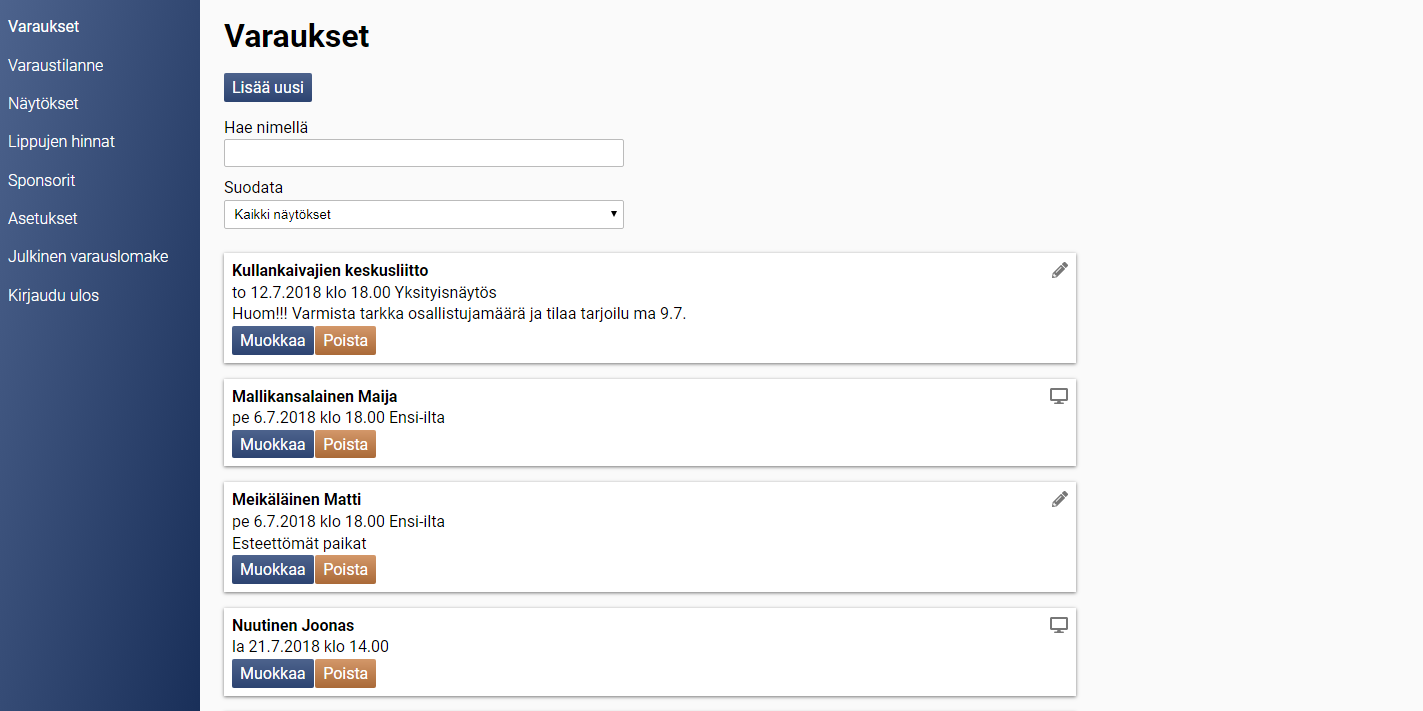 Varaukset
Varaustilanne
Näytökset
Lippujen hinnat
Sponsorit
Asetukset
Julkinen varauslomake
Kirjaudu ulos
Varaukset
Lisää uusi
Hae nimellä
Suodata
Kaikki näytökset
Kullankaivajien keskusliitto
to 12.7.2018 klo 18.00 Yksityisnäytös
Huom!!! Varmista tarkka osallistujamäärä ja tilaa tarjoilu ma 9.7.
Muokkaa Poista
Mallikansalainen Maija
pe 6.7.2018 klo 18.00 Ensi-ilta
Muokkaa Poista
Meikäläinen Matti
pe 6.7.2018 klo 18.00 Ensi-ilta
Esteettömät paikat
Muokkaa Poista
Nuutinen Joonas
la 21.7.2018 klo 14.00
Muokkaa Poista